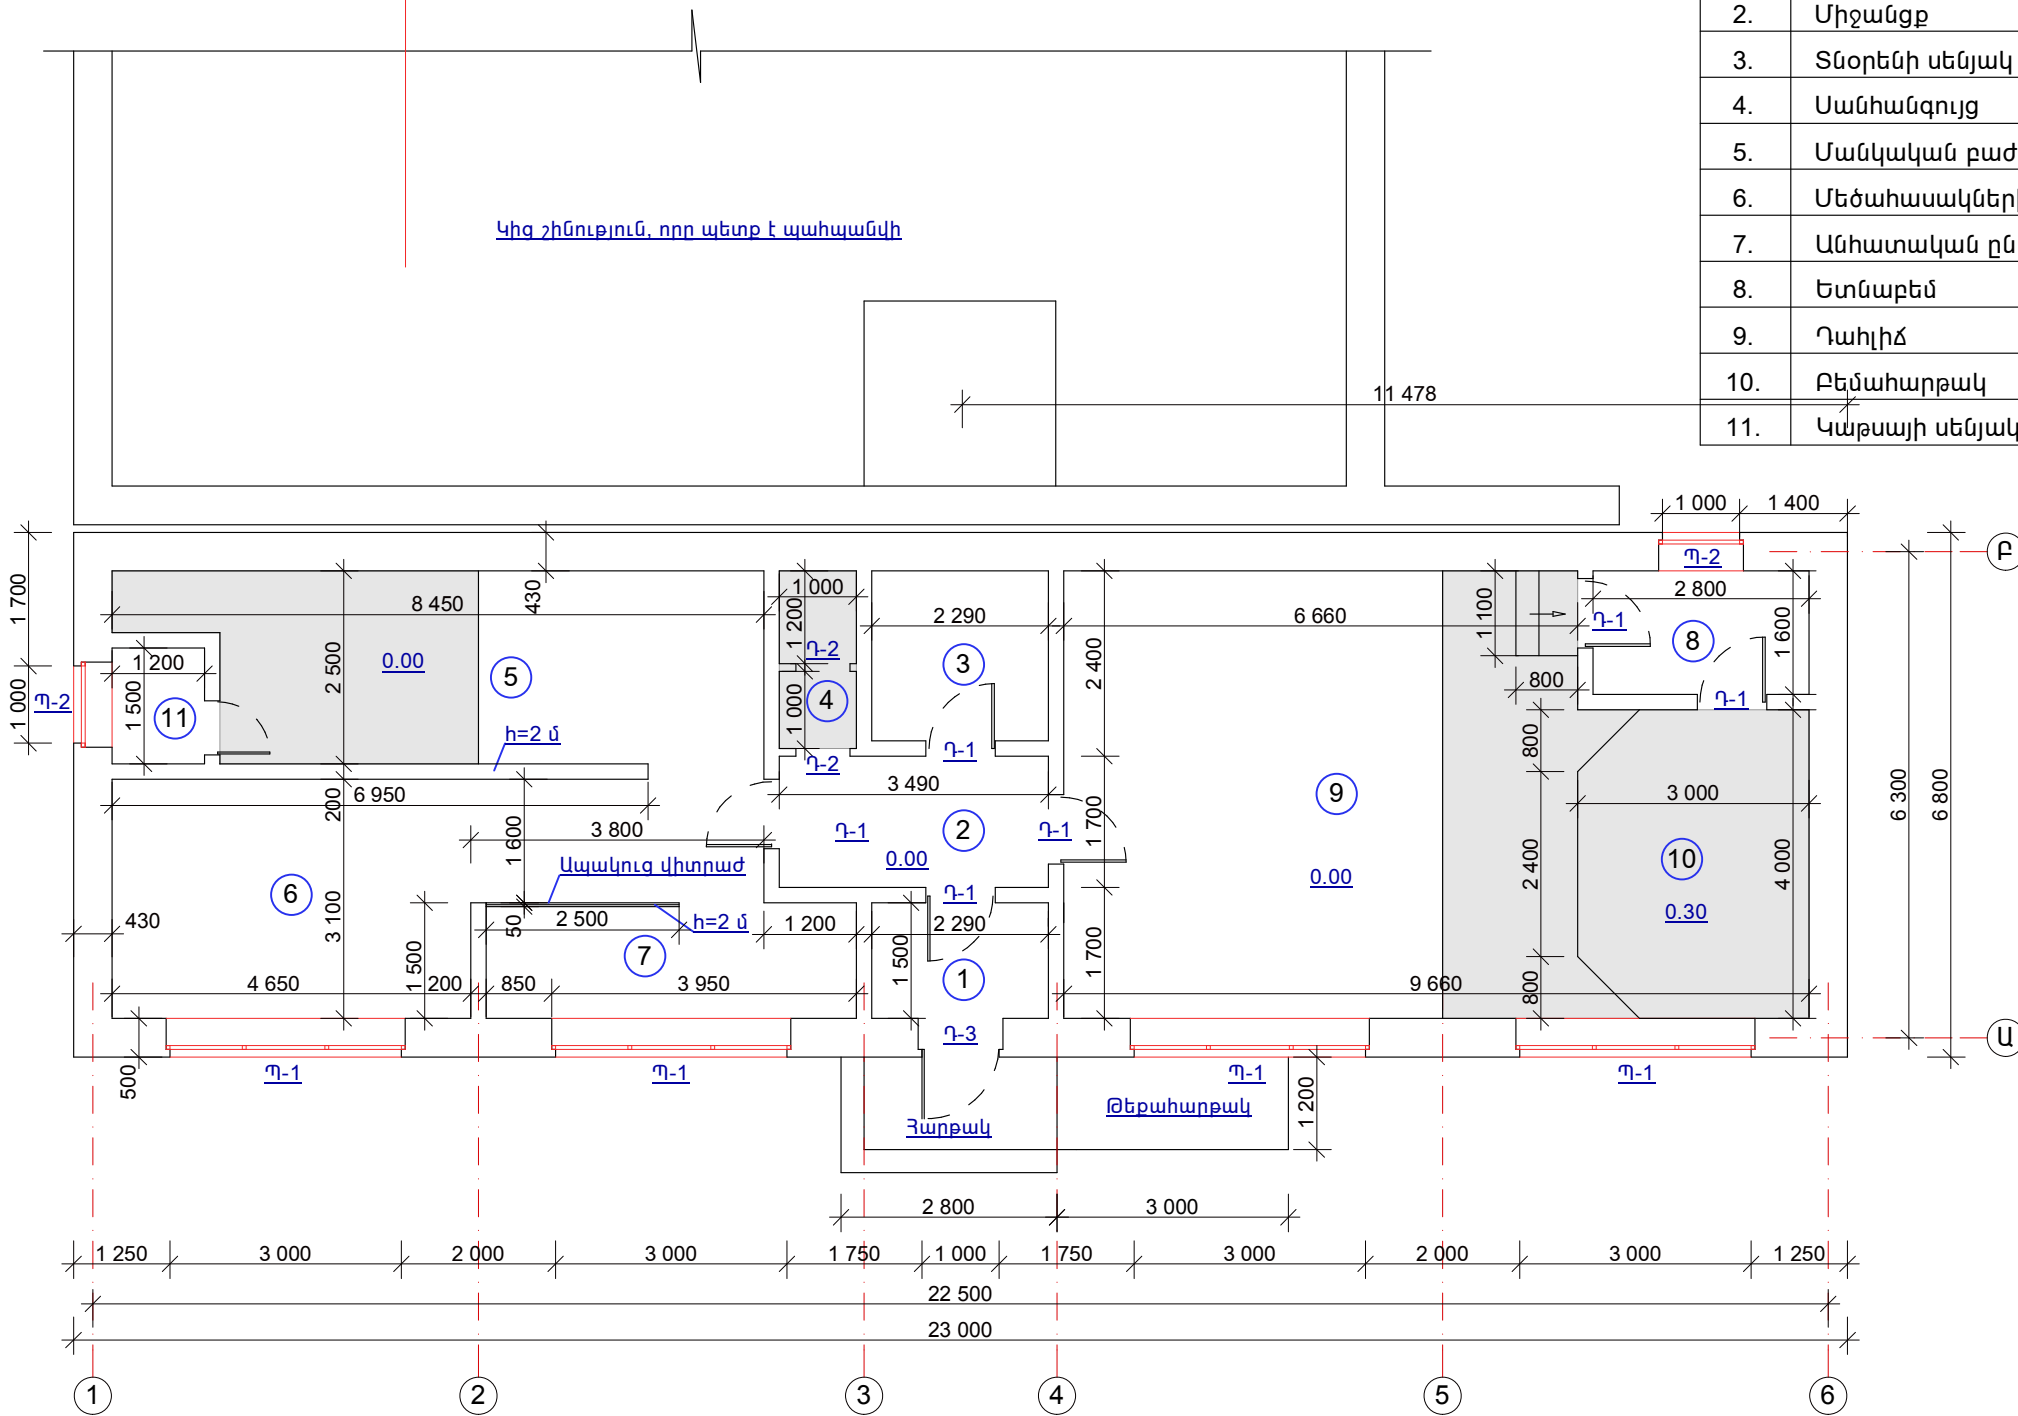 2. Միջանցք
3. Տնօրենի սենյակ
4. Սանհանգույց
5. Մանկական բաժ
6. Մեծահասակների
7. Անհատական ըն
8. Ետնաբեմ
9. Դահլիճ
10. Բեմահարթակ
11. Կաթսայի սենյակ
Կից շինություն, որը պետք է պահպանվի
11 478
1 000 1 400
Բ
Պ-2
1 700
430
8 450
1 000
1 200
2 290
6 660
1 100
2 800
Դ-1
8
1 600
1 200
2 500
0.00
5
Դ-2
3
2 400
800
Դ-1
1 000
Պ-2
1 500
11
1 000
4
h=2 մ
Դ-2
Դ-1
800
200
6 950
3 490
9
3 000
6 300
6 800
1 600
3 800
Դ-1
2
Դ-1
1 700
0.00
Ապակուց վիտրաժ
0.00
2 400
10
4 000
6
Դ-1
0.30
430
3 100
50
2 500
h=2 մ
1 200
2 290
1 500
7
1 500
1
1 700
4 650
200
850
3 950
9 660
800
Դ-3
Ա
500
Պ-1
Պ-1
Պ-1
Պ-1
Հարթակ
Թեքահարթակ
1 200
2 800 3 000
1 250 3 000 2 000 3 000 1 750 1 000 1 750 3 000 2 000 3 000 1 250
22 500
23 000
1 2 3 4 5 6